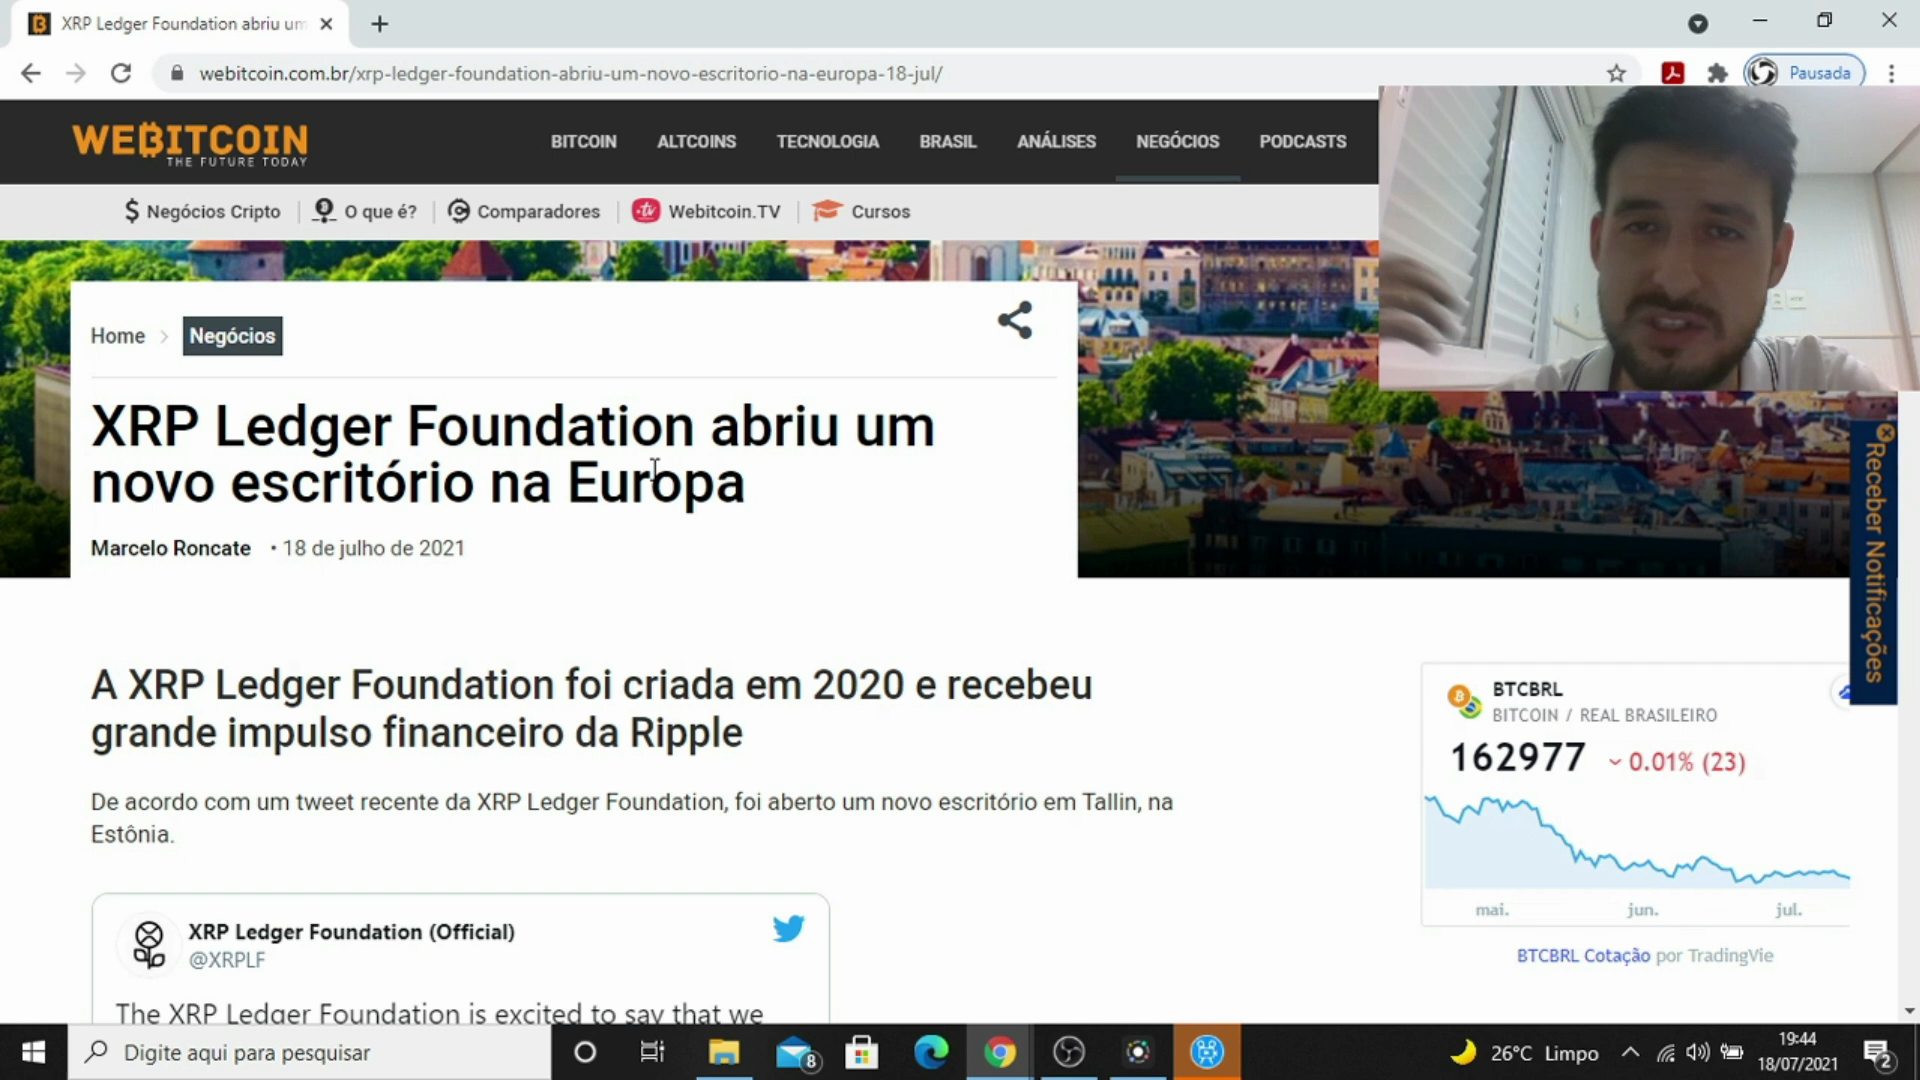 XRP Ledger Foundation abriu um
webitcoin.com.br/xrp-ledger-foundation-abriu-um-novo-escritorio-na-europa-18-jul/
Pausada
WEBITCOIN
THE FUTURE TODAY
BITCOIN ALTCOINS TECNOLOGIA BRASIL ANÁLISES NEGÓCIOS PODCASTS
Negócios Cripto O que é? Comparadores tv Webitcoin.TV Cursos
Home Negócios
XRP Ledger Foundation abriu um
novo escritório na Europa
Marcelo Roncate • 18 de julho de 2021
Receber Notificações
A XRP Ledger Foundation foi criada em 2020 e recebeu
grande impulso financeiro da Ripple
De acordo com um tweet recente da XRP Ledger Foundation, foi aberto um novo escritório em Tallin, na
Estônia.
BTCBRL
BITCOIN / REAL BRASILEIRO
162977 0.01% (23)
mai. jun. jul.
BTCBRL Cotação por TradingVie
XRP Ledger Foundation (Official)
@XRPLF
The XRP Ledger Foundation is excited to say that we
Digite aqui para pesquisar
8
26°C Limpo
19:44
18/07/2021
2